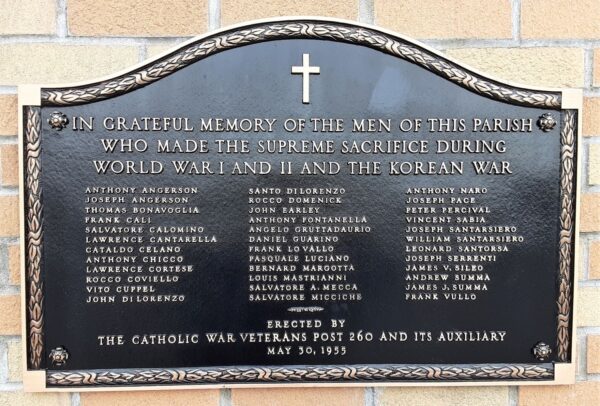 IN GRATEFUL MEMORY OF THE MEN OF THIS PARISH
WHO MADE THE SUPREME SACRIFICE DURING
WORLD WAR I AND II AND THE KOREAN WAR
ANTHONY ANGERSON
JOSEPH ANGERSON
THOMAS BONAVOGLIA
FRANK CALI
SALVATORE CALOMINO
LAWRENCE CANTARELLA
CATALDO CELANO
ANTHONY CHICCO
LAWRENCE CORTESE
ROCCO COVIELLO
VITO CUPPEL
JOHN DI LORENZO
SANTO DI LORENZO
ROCCO DOMENICK
JOHN EARLEY
ANTHONY FONTANELLA
ANGELO GRUTTADAURIO
DANIEL GUARINO
FRANK LO VALLO
PASQUALE LUCIANO
BERNARD MARGOTTA
LOUIS MASTRIANNI
SALVATORE A. MECCA
SALVATORE MICCICHE
ANTHONY NARO
JOSEPH PACE
PETER PERCIVAL
VINCENT SABIA
JOSEPH SANTARSIERO
WILLIAM SANTARSIERO
LEONARD SANTORSA
JOSEPH SERRENTI
JAMES V. SILEO
ANDREW SUMMA
JAMES J. SUMMA
FRANK VULLO
ERECTED BY
THE CATHOLIC WAR VETERANS POST 260 AND ITS AUXILIARY
MAY 30, 1955